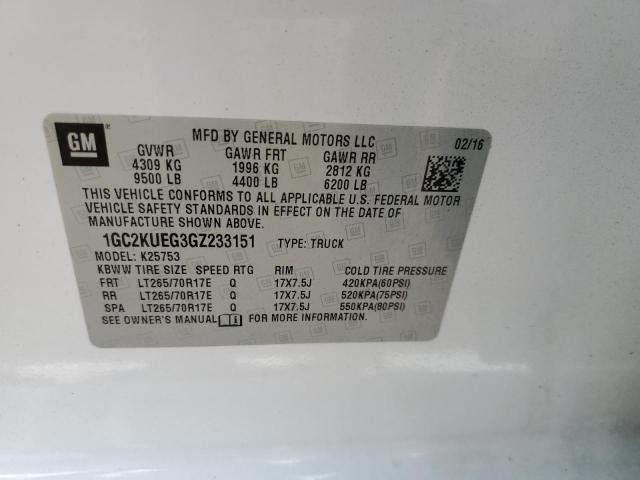 GM
MFD BY GENERAL MOTORS LLC 02/16
GVWR GAWR FRT GAWR RR
4309 KG 1996 KG 2812 KG
9500 LB 4400 LB 6200 LB
THIS VEHICLE CONFORMS TO ALL APPLICABLE U.S. FEDERAL MOTOR
VEHICLE SAFETY STANDARDS IN EFFECT ON THE DATE OF
MANUFACTURE SHOWN ABOVE.
1GC2KUEG3GZ233151 TYPE: TRUCK
MODEL: K25753
KBWW TIRE SIZE SPEED RTG RIM COLD TIRE PRESSURE
FRT LT265/70R17E Q 17X7.5J 420KPA(60PSI)
RR LT265/70R17E Q 17X7.5J 520KPA(75PSI)
SPA LT265/70R17E Q 17X7.5J 550KPA(80PSI)
SEE OWNER'S MANUAL FOR MORE INFORMATION.